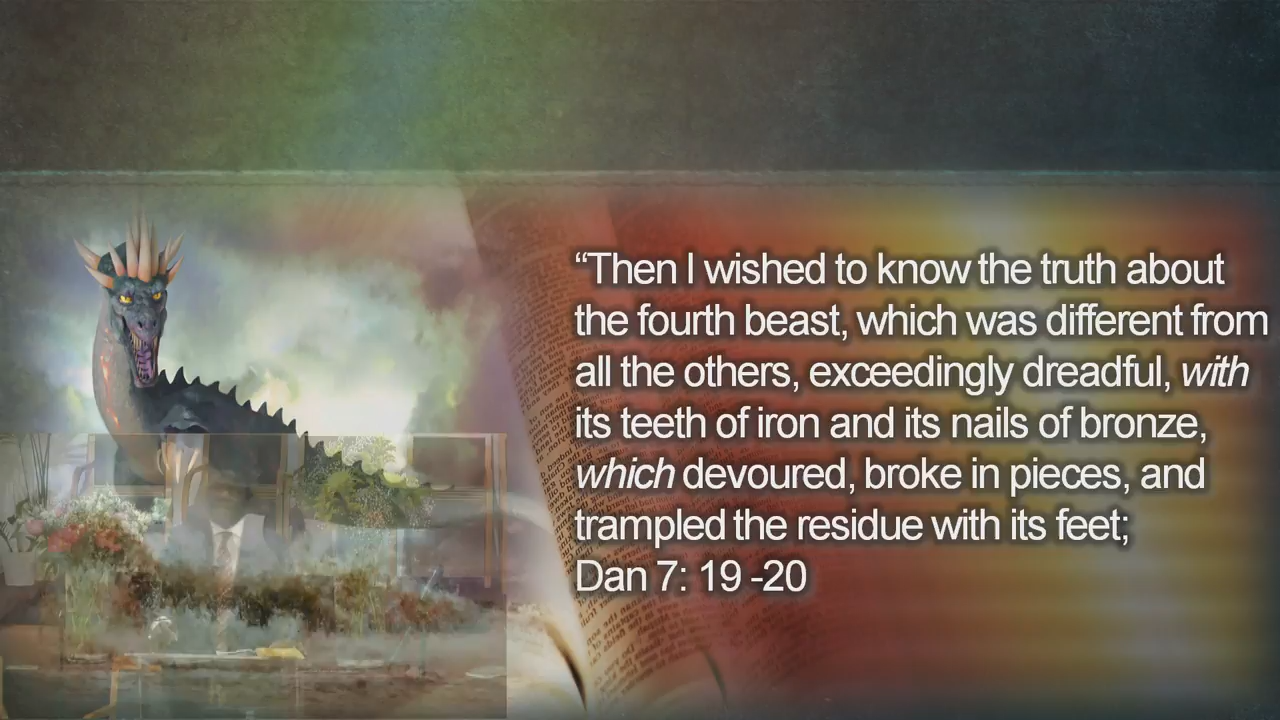 “Then I wished to know the truth about
the fourth beast, which was different from
all the others, exceedingly dreadful, with
its teeth of iron and its nails of bronze,
which devoured, broke in pieces, and
trampled the residue with its feet;
Dan 7: 19 -20